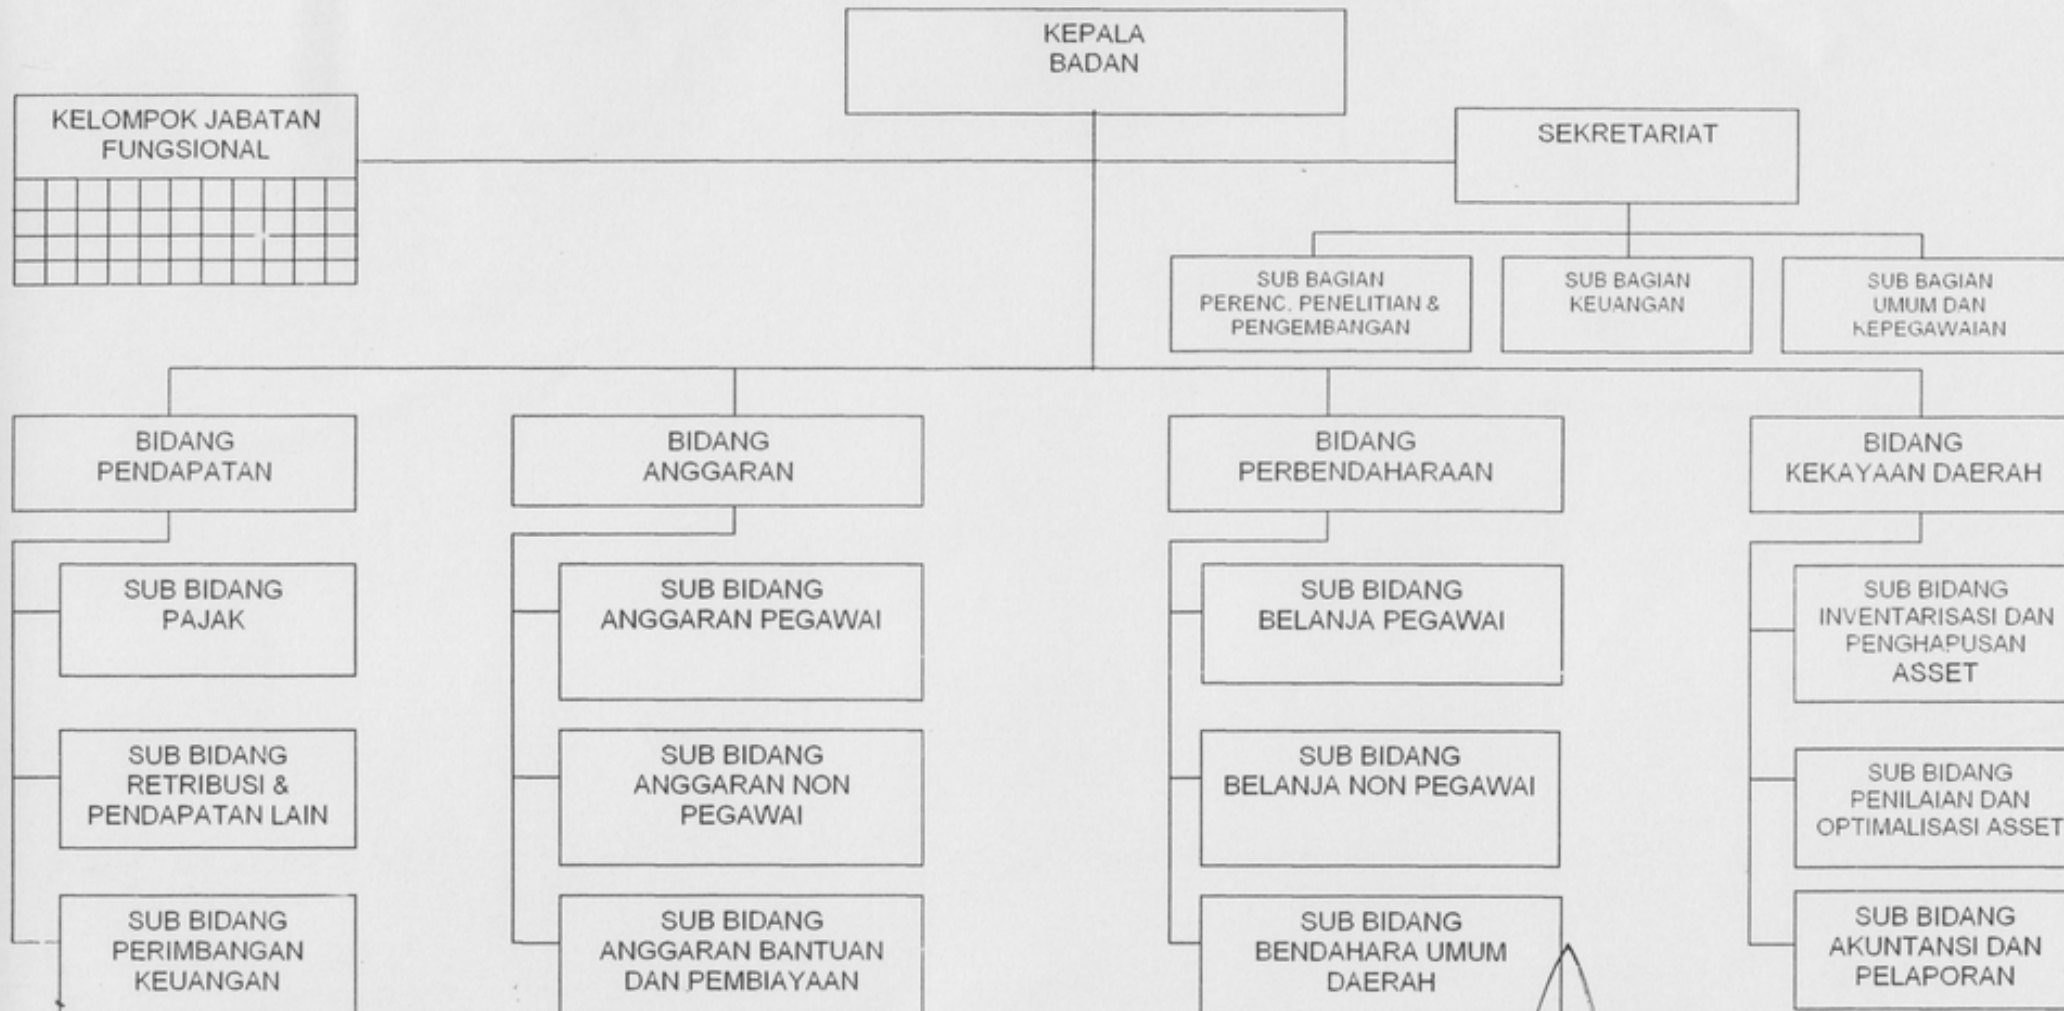 KEPALA
BADAN
KELOMPOK JABATAN
FUNGSIONAL
SEKRETARIAT
SUB BAGIAN
PERENC. PENELITIAN &
PENGEMBANGAN
SUB BAGIAN
KEUANGAN
SUB BAGIAN
UMUM DAN
KEPEGAWAIAN
BIDANG
PENDAPATAN
BIDANG
ANGGARAN
BIDANG
PERBENDAHARAAN
BIDANG
KEKAYAAN DAERAH
SUB BIDANG
PAJAK
SUB BIDANG
ANGGARAN PEGAWAI
SUB BIDANG
BELANJA PEGAWAI
SUB BIDANG
INVENTARISASI DAN
PENGHAPUSAN
ASSET
SUB BIDANG
RETRIBUSI &
PENDAPATAN LAIN
SUB BIDANG
ANGGARAN NON
PEGAWAI
SUB BIDANG
BELANJA NON PEGAWAI
SUB BIDANG
PENILAIAN DAN
OPTIMALISASI ASSET
SUB BIDANG
PERIMBANGAN
KEUANGAN
SUB BIDANG
ANGGARAN BANTUAN
DAN PEMBIAYAAN
SUB BIDANG
BENDAHARA UMUM
DAERAH
SUB BIDANG
AKUNTANSI DAN
PELAPORAN